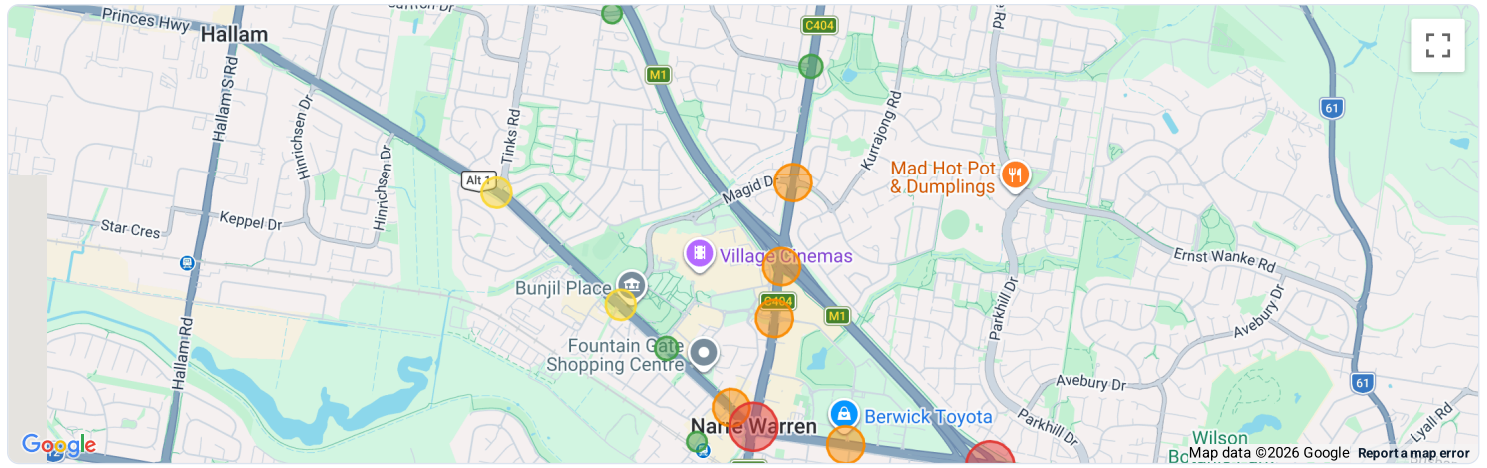 Princes Hwy
Hallam
C404
M1
61
Hallam S Rd
Hinrichsen Dr
Tinks Rd
Hinrichsen Dr
Kurrajong Rd
Rd
Mad Hot Pot
& Dumplings
Alt 1
Magid Dr
Star Cres
Keppel Dr
Village Cinemas
Ernst Wanke Rd
Bunjil Place
C404
M1
Parkhill Dr
Avebury Dr
Hallam Rd
Fountain Gate
Shopping Centre
61
Avebury Dr
Narre Warren
Berwick Toyota
Parkhill Dr
Lyall Rd
Wilson
Google
12
Map data ©2026 Google
Report a map error